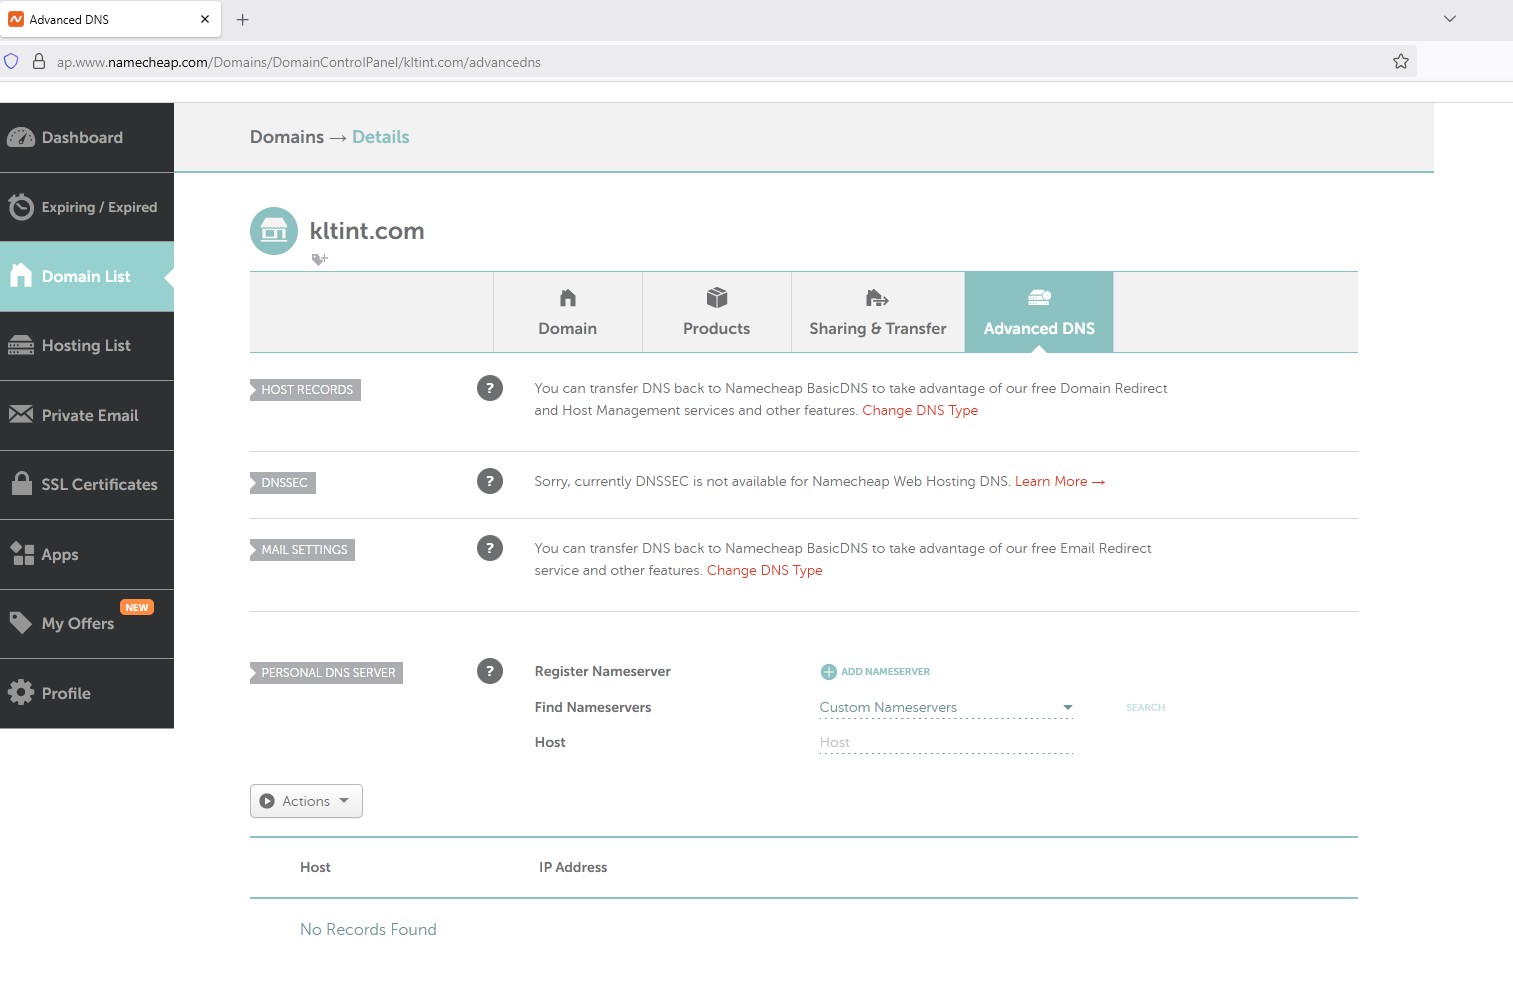 Advanced DNS
ap.www.namecheap.com/Domains/DomainControlPanel/kltint.com/advancedns
Dashboard
Expiring / Expired
Domain List
Hosting List
Private Email
SSL Certificates
Apps
NEW
My Offers
Profile
Domains → Details
kltint.com
Domain
Products
Sharing & Transfer
Advanced DNS
HOST RECORDS
?
You can transfer DNS back to Namecheap BasicDNS to take advantage of our free Domain Redirect
and Host Management services and other features. Change DNS Type
DNSSEC
?
Sorry, currently DNSSEC is not available for Namecheap Web Hosting DNS. Learn More →
MAIL SETTINGS
?
You can transfer DNS back to Namecheap BasicDNS to take advantage of our free Email Redirect
service and other features. Change DNS Type
PERSONAL DNS SERVER
?
Register Nameserver
ADD NAMESERVER
Find Nameservers
Custom Nameservers
SEARCH
Host
Host
Actions
Host
IP Address
No Records Found